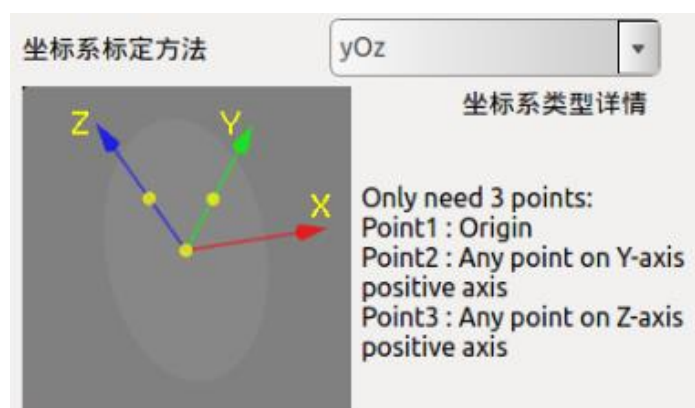 坐标系标定方法
yOz
坐标系类型详情
Z
Y
X
Only need 3 points:
Point1 : Origin
Point2 : Any point on Y-axis
positive axis
Point3 : Any point on Z-axis
positive axis